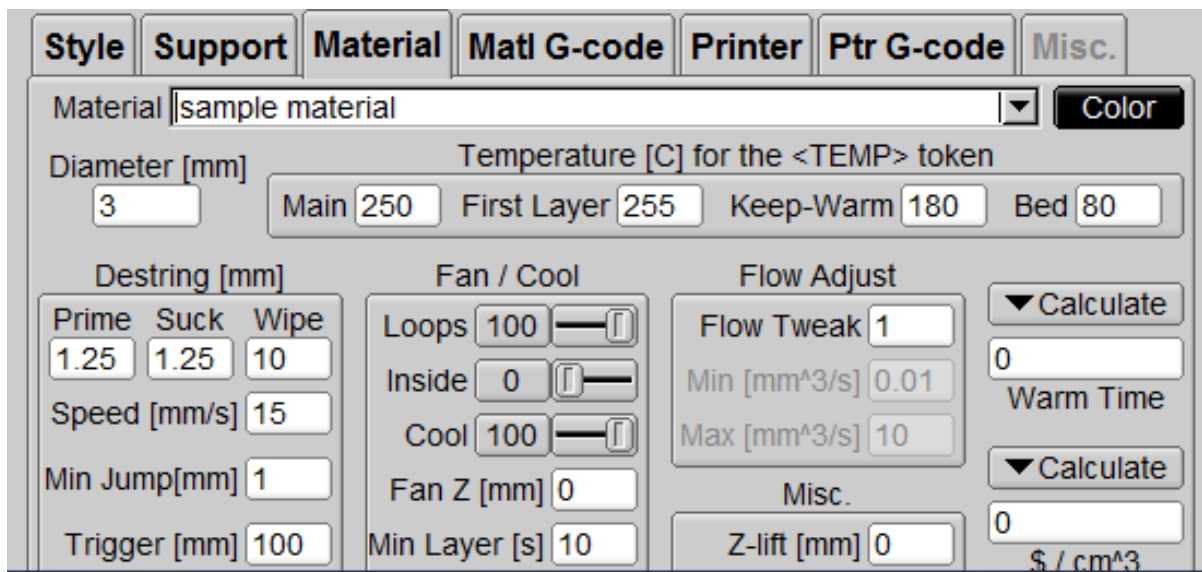 Style Support Material Matl G-code Printer Ptr G-code Misc.
Material sample material Color
Diameter [mm]
3
Temperature [C] for the <TEMP> token
Main 250 First Layer 255 Keep-Warm 180 Bed 80
Destring [mm]
Prime Suck Wipe
1.25 1.25 10
Speed [mm/s] 15
Min Jump[mm] 1
Trigger [mm] 100
Fan / Cool
Loops 100
Inside 0
Cool 100
Fan Z [mm] 0
Min Layer [s] 10
Flow Adjust
Flow Tweak 1
Min [mm^3/s] 0.01
Max [mm^3/s] 10
Misc.
Z-lift [mm] 0
Calculate
0
Warm Time
Calculate
0
$ / cm^3